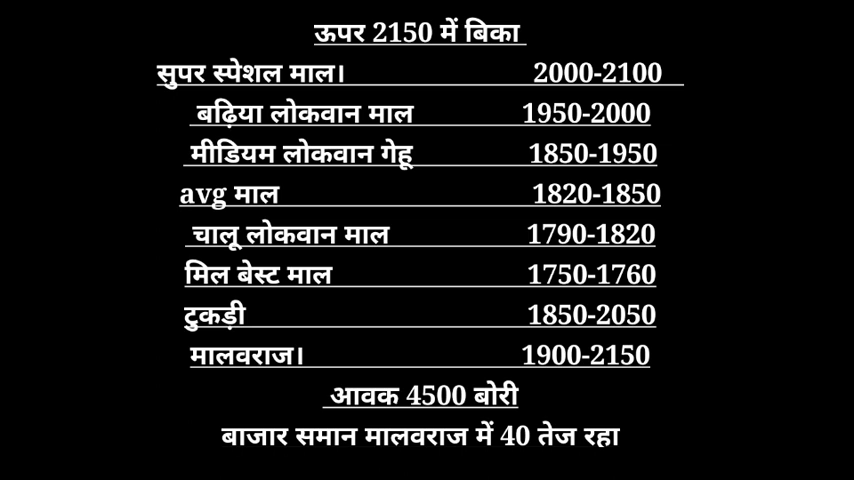 ऊपर 2150 में बिका
सुपर स्पेशल माल। 2000-2100
बढ़िया लोकवान माल 1950-2000
मीडियम लोकवान गेहू 1850-1950
avg माल 1820-1850
चालू लोकवान माल 1790-1820
मिल बेस्ट माल 1750-1760
टुकड़ी 1850-2050
मालवराज। 1900-2150
आवक 4500 बोरी
बाजार समान मालवराज में 40 तेज रहा